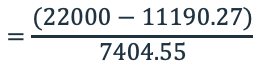 = (22000 − 11190.27)
7404.55